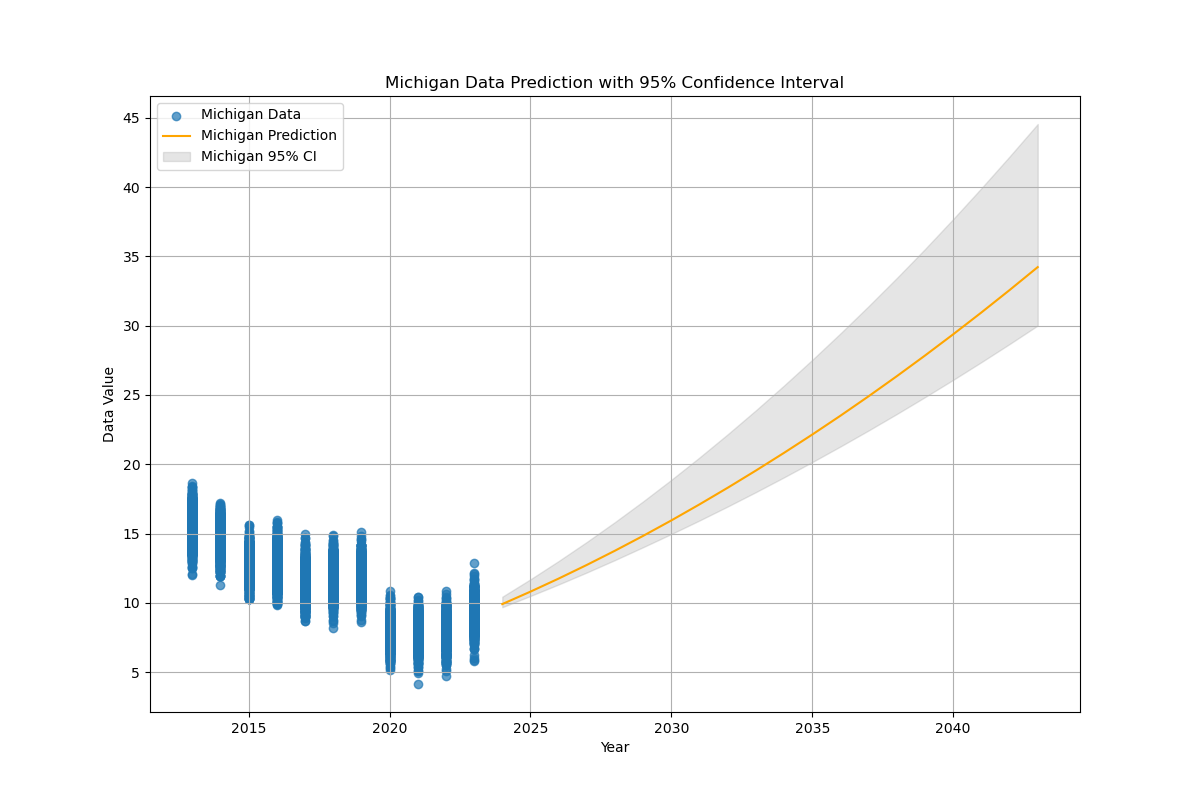 Michigan Data Prediction with 95% Confidence Interval
Michigan Data
Michigan Prediction
Michigan 95% CI
45
40
35
30
25
20
15
10
5
Data Value
2015
2020
2025
2030
2035
2040
Year